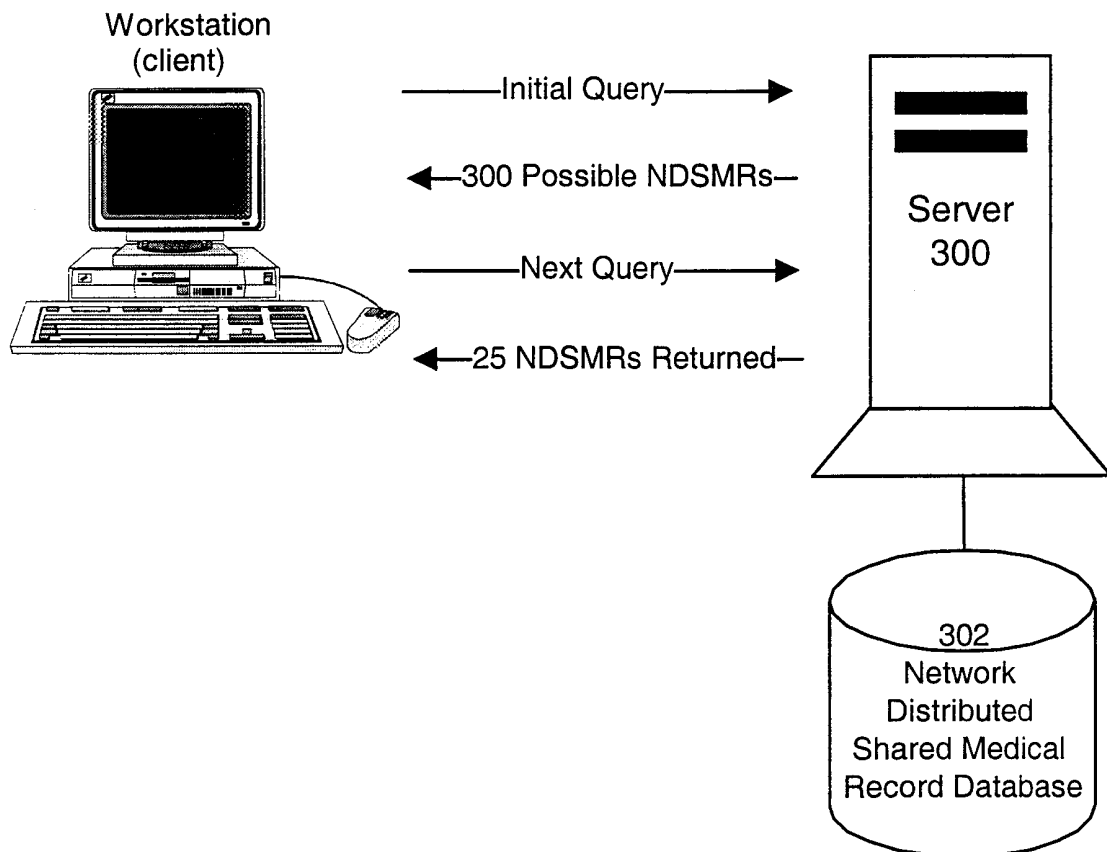 Workstation
(client)
Initial Query
300 Possible NDSMRs
Next Query
25 NDSMRs Returned
Server
300
302
Network
Distributed
Shared Medical
Record Database